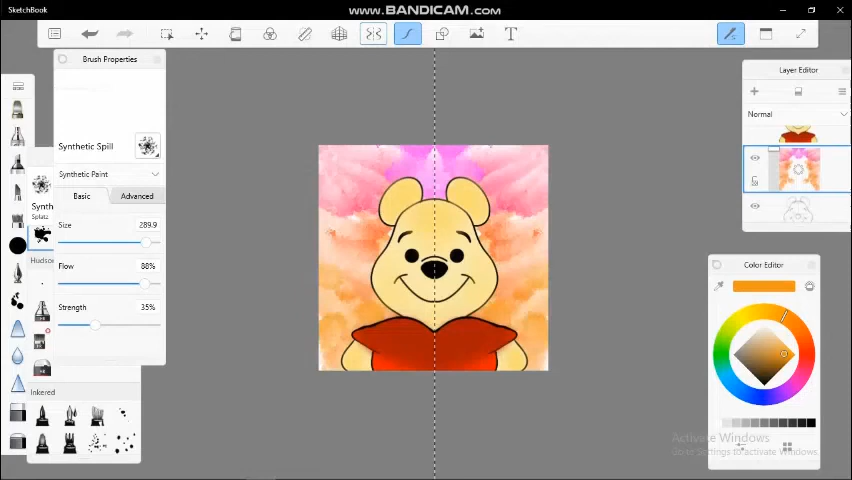 SketchBook
www.BANDICAM.com
Brush Properties
Layer Editor
Normal
Synthetic Spill
Synthetic Paint
Basic
Advanced
Synth
Splatz
Size
289.9
Flow
88%
Hudson
Strength
35%
Color Editor
Inkered
Activate Windows
Go to Settings to activate Windows.